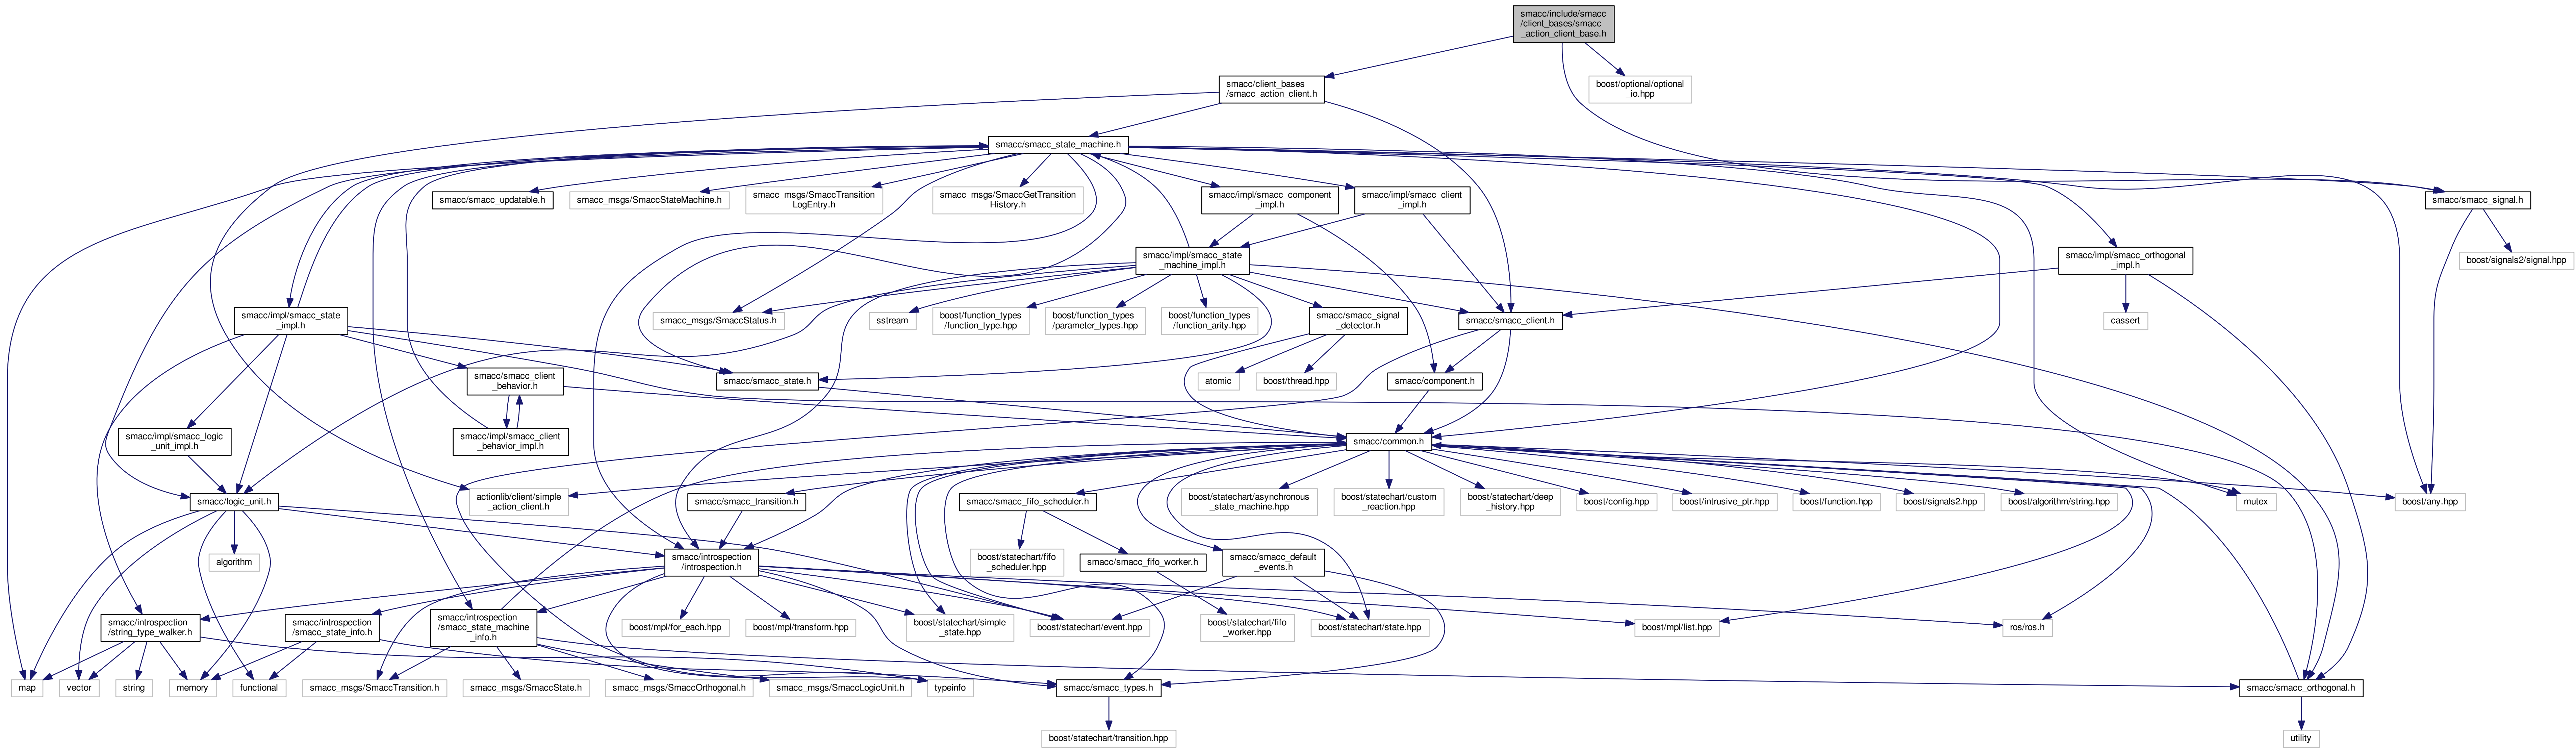 smacc/include/smacc
/client_bases/smacc
_action_client_base.h
smacc/client_bases
/smacc_action_client.h
boost/optional/optional
_io.hpp
smacc/smacc_state_machine.h
smacc/smacc_updatable.h
smacc_msgs/SmaccStateMachine.h
smacc_msgs/SmaccTransition
LogEntry.h
smacc_msgs/SmaccGetTransition
History.h
smacc/impl/smacc_component
_impl.h
smacc/impl/smacc_client
_impl.h
smacc/smacc_signal.h
smacc/impl/smacc_state
_machine_impl.h
smacc/impl/smacc_orthogonal
_impl.h
boost/signals2/signal.hpp
smacc/impl/smacc_state
_impl.h
smacc_msgs/SmaccStatus.h
sstream
boost/function_types
/function_type.hpp
boost/function_types
/parameter_types.hpp
boost/function_types
/function_arity.hpp
smacc/smacc_signal
_detector.h
smacc/smacc_client.h
cassert
smacc/smacc_client
_behavior.h
smacc/smacc_state.h
atomic
boost/thread.hpp
smacc/component.h
smacc/impl/smacc_logic
_unit_impl.h
smacc/impl/smacc_client
_behavior_impl.h
smacc/common.h
smacc/logic_unit.h
actionlib/client/simple
_action_client.h
smacc/smacc_transition.h
smacc/smacc_fifo_scheduler.h
boost/statechart/asynchronous
_state_machine.hpp
boost/statechart/custom
_reaction.hpp
boost/statechart/deep
_history.hpp
boost/config.hpp
boost/intrusive_ptr.hpp
boost/function.hpp
boost/signals2.hpp
boost/algorithm/string.hpp
mutex
boost/any.hpp
algorithm
smacc/introspection
/introspection.h
boost/statechart/fifo
_scheduler.hpp
smacc/smacc_fifo_worker.h
smacc/smacc_default
_events.h
smacc/introspection
/string_type_walker.h
smacc/introspection
/smacc_state_info.h
smacc/introspection
/smacc_state_machine
_info.h
boost/mpl/for_each.hpp
boost/mpl/transform.hpp
boost/statechart/simple
_state.hpp
boost/statechart/event.hpp
boost/statechart/fifo
_worker.hpp
boost/statechart/state.hpp
boost/mpl/list.hpp
ros/ros.h
map
vector
string
memory
functional
smacc_msgs/SmaccTransition.h
smacc_msgs/SmaccState.h
smacc_msgs/SmaccOrthogonal.h
smacc_msgs/SmaccLogicUnit.h
typeinfo
smacc/smacc_types.h
smacc/smacc_orthogonal.h
boost/statechart/transition.hpp
utility